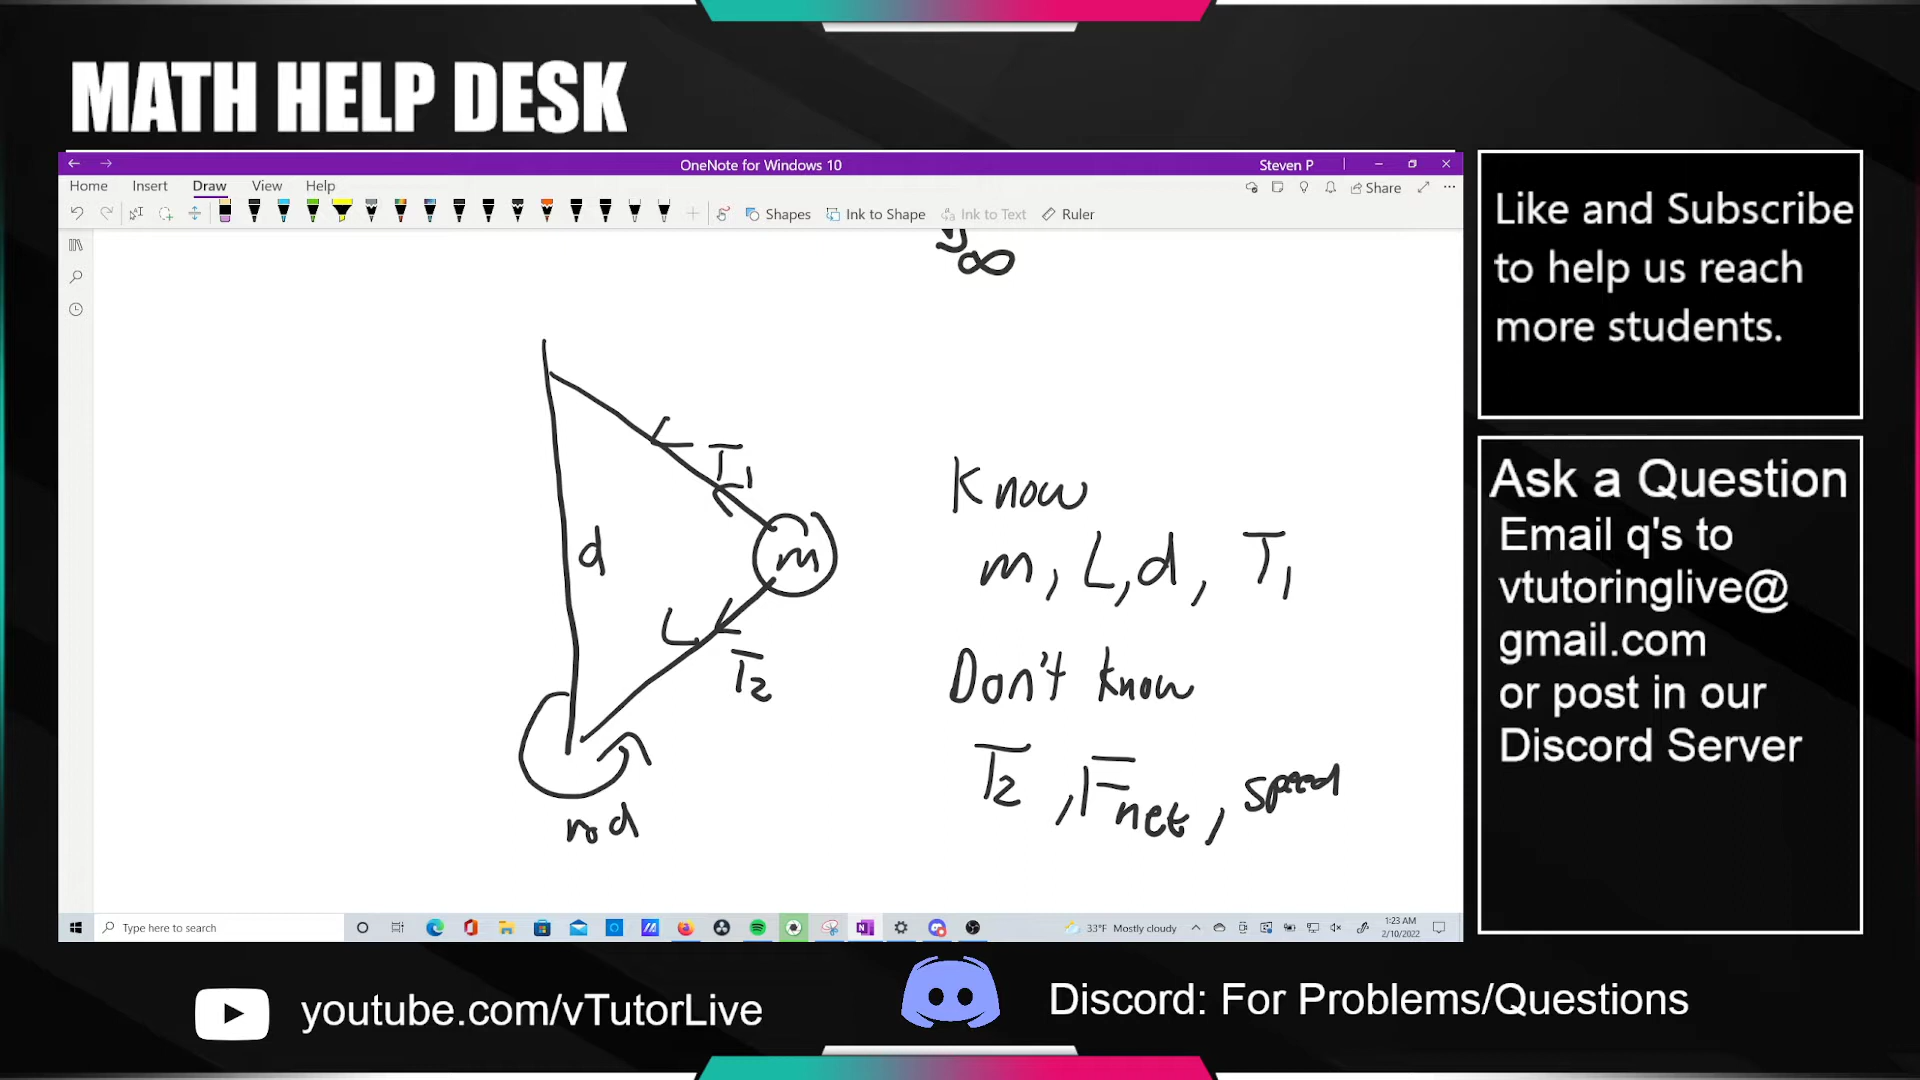 MATH HELP DESK
OneNote for Windows 10
Steven P
Home Insert Draw View Help
Shapes Ink to Shape Ink to Text Ruler
Share
∞
T1
d
m
L
T2
rod
Know
m, L, d, T1
Don't know
T2, Fnet, speed
Type here to search
33°F Mostly cloudy
1:23 AM
2/10/2022
Like and Subscribe
to help us reach
more students.
Ask a Question
Email q's to
vtutoringlive@
gmail.com
or post in our
Discord Server
youtube.com/vTutorLive
Discord: For Problems/Questions